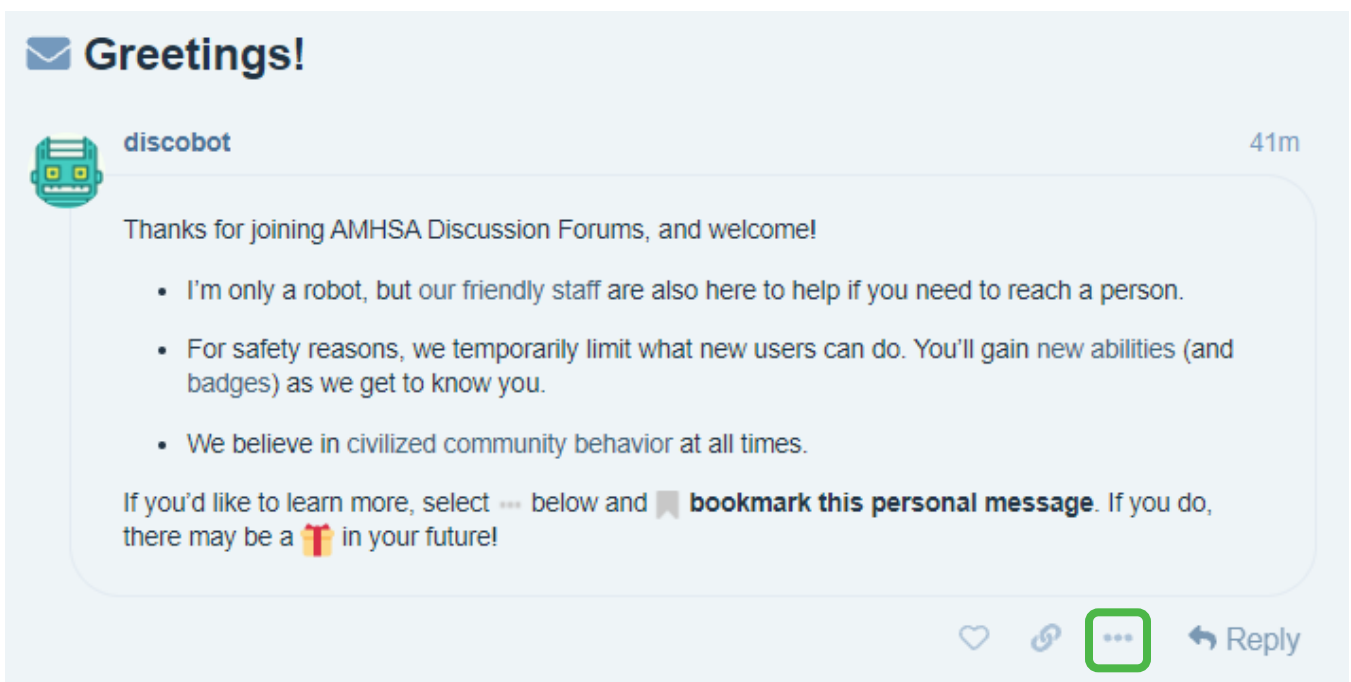 Greetings!
discobot 41m
Thanks for joining AMHSA Discussion Forums, and welcome!
• I'm only a robot, but our friendly staff are also here to help if you need to reach a person.
• For safety reasons, we temporarily limit what new users can do. You'll gain new abilities (and
badges) as we get to know you.
• We believe in civilized community behavior at all times.
If you'd like to learn more, select ··· below and bookmark this personal message. If you do,
there may be a in your future!
Reply